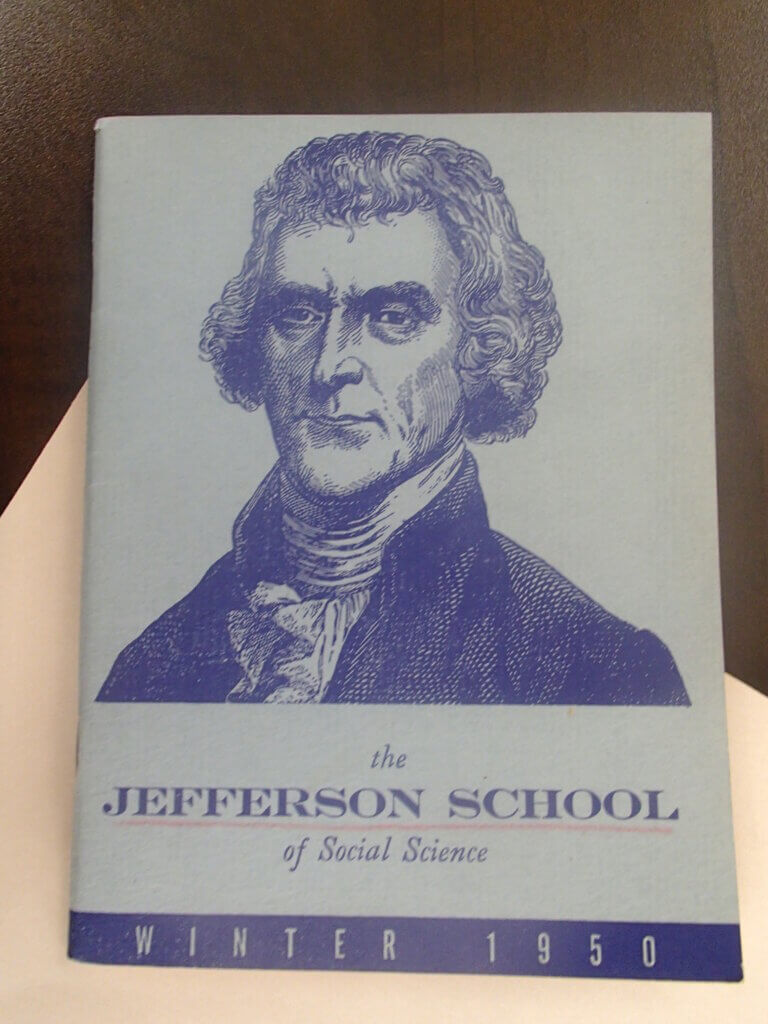 the
JEFFERSON SCHOOL
of Social Science
WINTER 1950